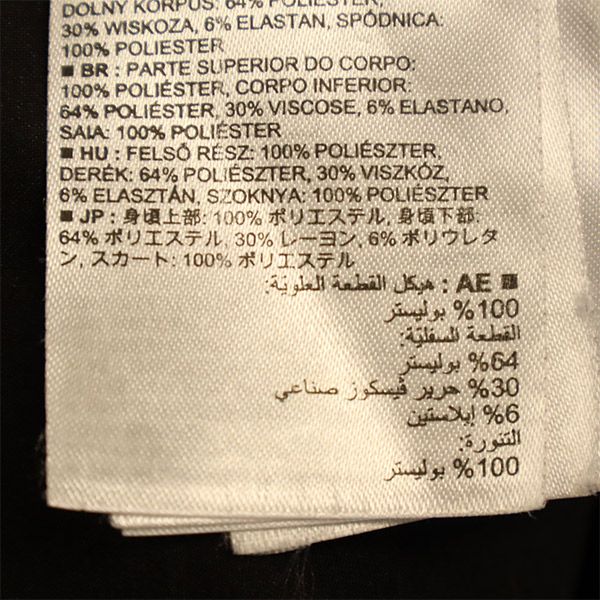 DOLNY KORPUS: 64% POLIESTER,
30% WISKOZA, 6% ELASTAN, SPÓDNICA:
100% POLIESTER
■ BR : PARTE SUPERIOR DO CORPO:
100% POLIÉSTER, CORPO INFERIOR:
64% POLIÉSTER, 30% VISCOSE, 6% ELASTANO,
SAIA: 100% POLIÉSTER
■ HU : FELSŐ RÉSZ: 100% POLIÉSZTER,
DERÉK: 64% POLIÉSZTER, 30% VISZKÓZ,
6% ELASZTÁN, SZOKNYA: 100% POLIÉSZTER
■ JP : 身頃上部: 100% ポリエステル, 身頃下部:
64% ポリエステル, 30% レーヨン, 6% ポリウレタ
ン, スカート: 100% ポリエステル
■ AE : هيكل القطعة العلويّة:
100% بوليستر
القطعة السفليّة:
64% بوليستر
30% حرير ڤيسكوز صناعي
6% إيلاستين
التنورة:
100% بوليستر